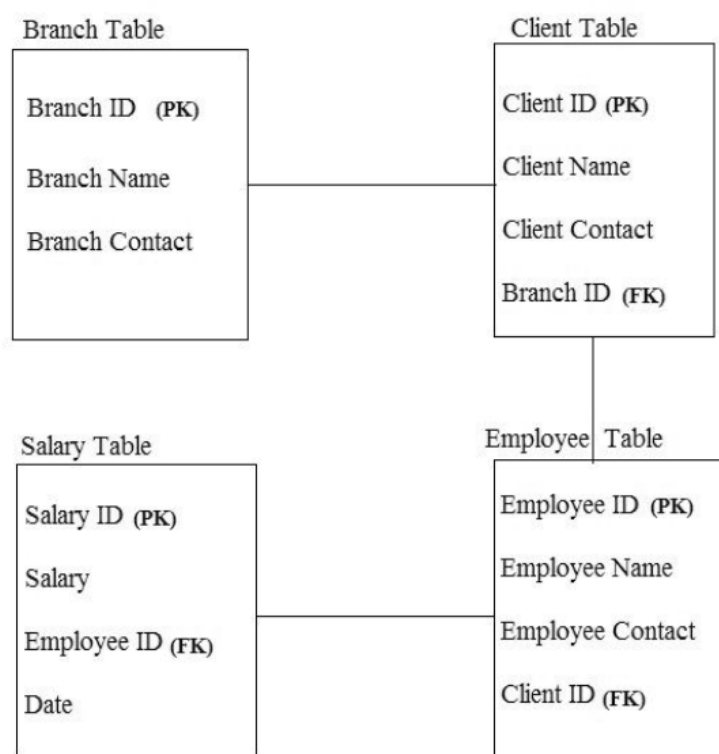 Branch Table
Branch ID (PK)
Branch Name
Branch Contact
Client Table
Client ID (PK)
Client Name
Client Contact
Branch ID (FK)
Salary Table
Salary ID (PK)
Salary
Employee ID (FK)
Date
Employee Table
Employee ID (PK)
Employee Name
Employee Contact
Client ID (FK)